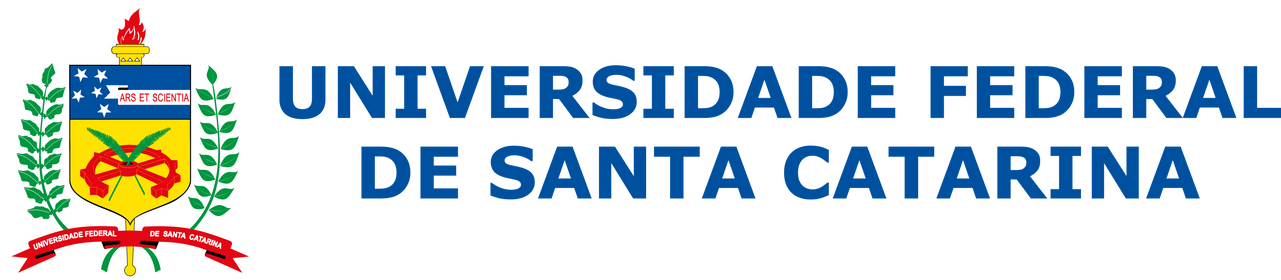 ARS ET SCIENTIA
UNIVERSIDADE FEDERAL DE SANTA CATARINA
UNIVERSIDADE FEDERAL
DE SANTA CATARINA